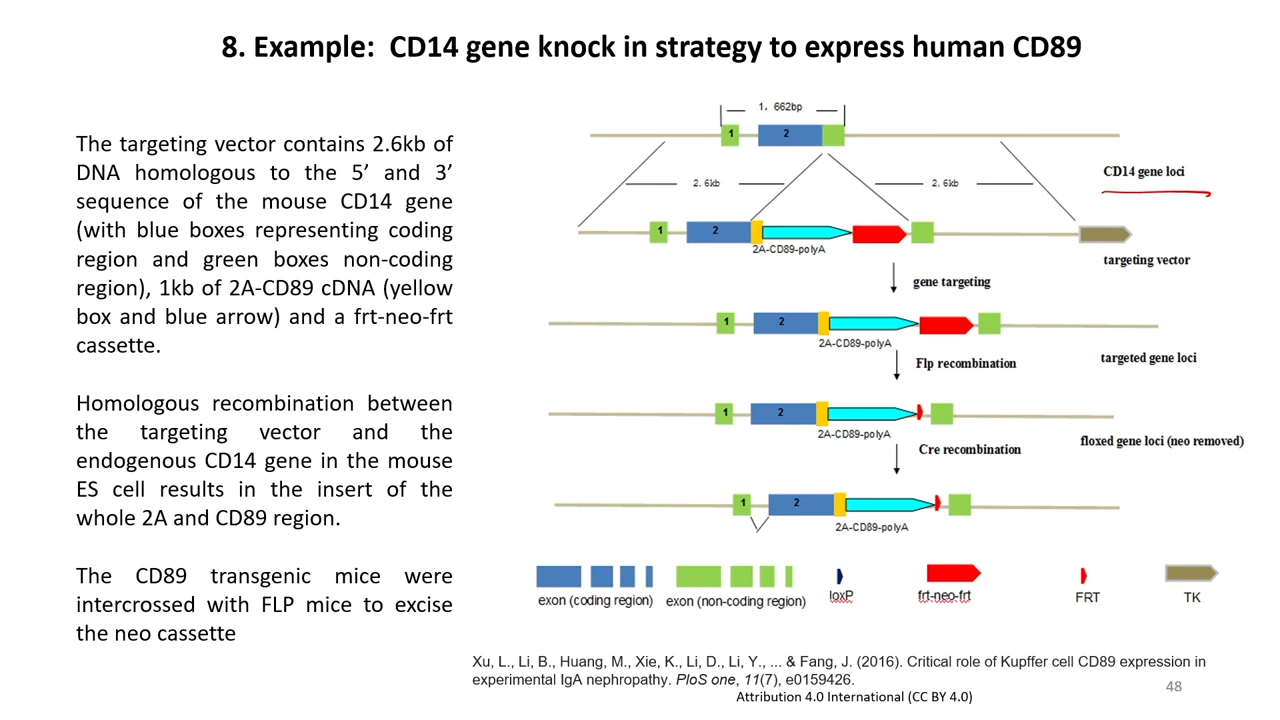 8. Example: CD14 gene knock in strategy to express human CD89
The targeting vector contains 2.6kb of
DNA homologous to the 5’ and 3’
sequence of the mouse CD14 gene
(with blue boxes representing coding
region and green boxes non-coding
region), 1kb of 2A-CD89 cDNA (yellow
box and blue arrow) and a frt-neo-frt
cassette.
Homologous recombination between
the targeting vector and the
endogenous CD14 gene in the mouse
ES cell results in the insert of the
whole 2A and CD89 region.
The CD89 transgenic mice were
intercrossed with FLP mice to excise
the neo cassette
1. 662bp
1
2
CD14 gene loci
2. 6kb
2. 6kb
1
2
2A-CD89-polyA
targeting vector
gene targeting
1
2
2A-CD89-polyA
targeted gene loci
Flp recombination
1
2
2A-CD89-polyA
floxed gene loci (neo removed)
Cre recombination
1
2
2A-CD89-polyA
exon (coding region)
exon (non-coding region)
loxP
frt-neo-frt
FRT
TK
Xu, L., Li, B., Huang, M., Xie, K., Li, D., Li, Y., ... & Fang, J. (2016). Critical role of Kupffer cell CD89 expression in
experimental IgA nephropathy. PloS one, 11(7), e0159426.
Attribution 4.0 International (CC BY 4.0)
48